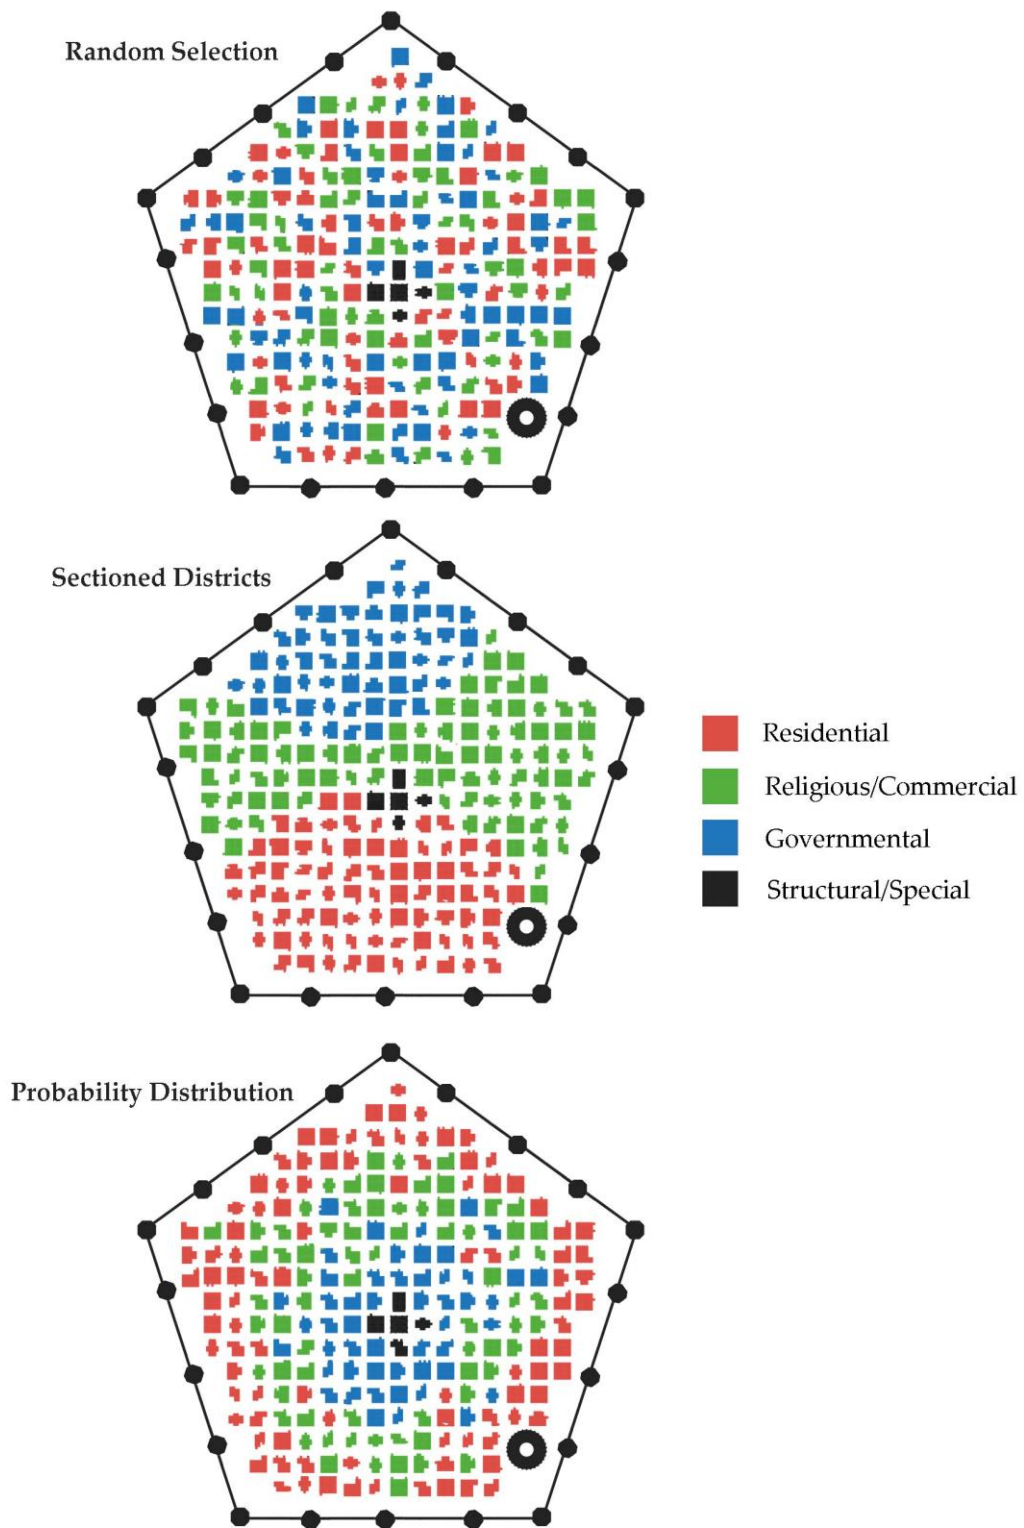 Random Selection
Sectioned Districts
Residential
Religious/Commercial
Governmental
Structural/Special
Probability Distribution